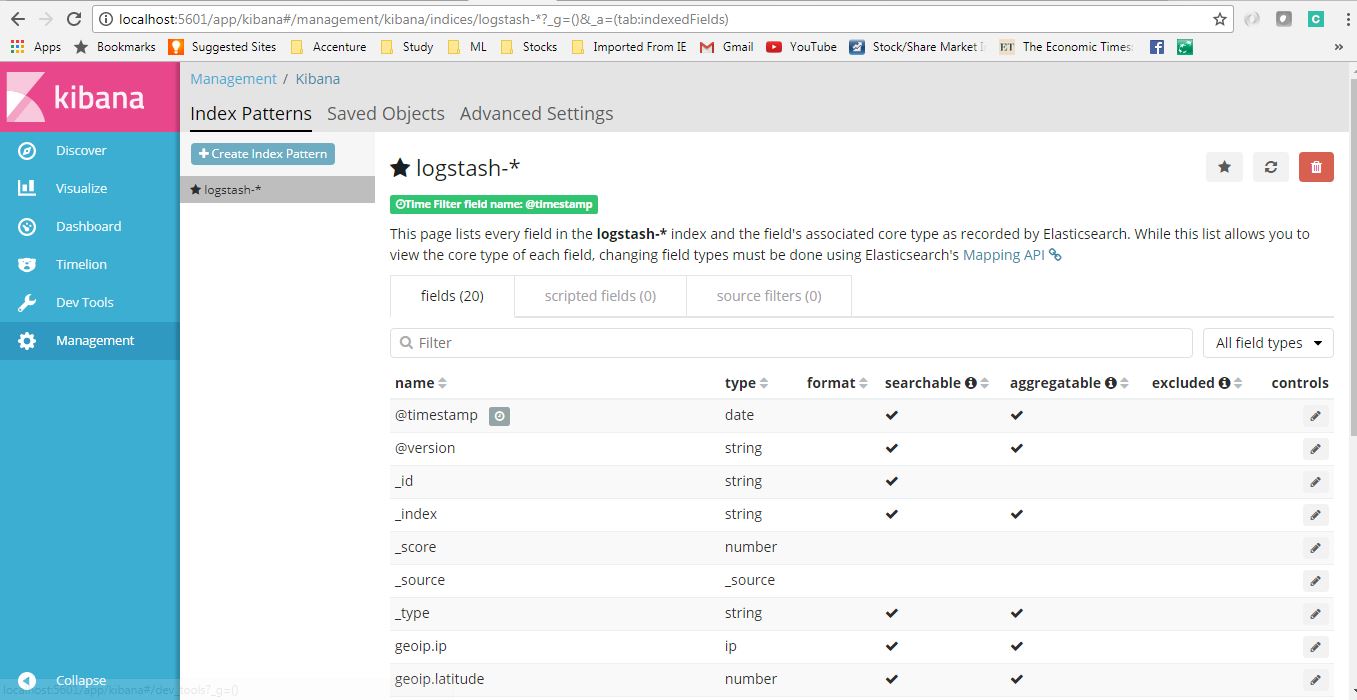 localhost:5601/app/kibana#/management/kibana/indices/logstash-*?_g=()&_a=(tab:indexedFields)
Apps Bookmarks Suggested Sites Accenture Study ML Stocks Imported From IE Gmail YouTube Stock/Share Market I The Economic Times: »
kibana
Discover
Visualize
Dashboard
Timelion
Dev Tools
Management
Collapse
localhost:5601/app/kibana#/dev_tools?_g=()
Management / Kibana
Index Patterns Saved Objects Advanced Settings
Create Index Pattern
logstash-*
logstash-*
Time Filter field name: @timestamp
This page lists every field in the logstash-* index and the field's associated core type as recorded by Elasticsearch. While this list allows you to
view the core type of each field, changing field types must be done using Elasticsearch's Mapping API
fields (20) scripted fields (0) source filters (0)
Filter All field types
name type format searchable aggregatable excluded controls
@timestamp date
@version string
_id string
_index string
_score number
_source _source
_type string
geoip.ip ip
geoip.latitude number